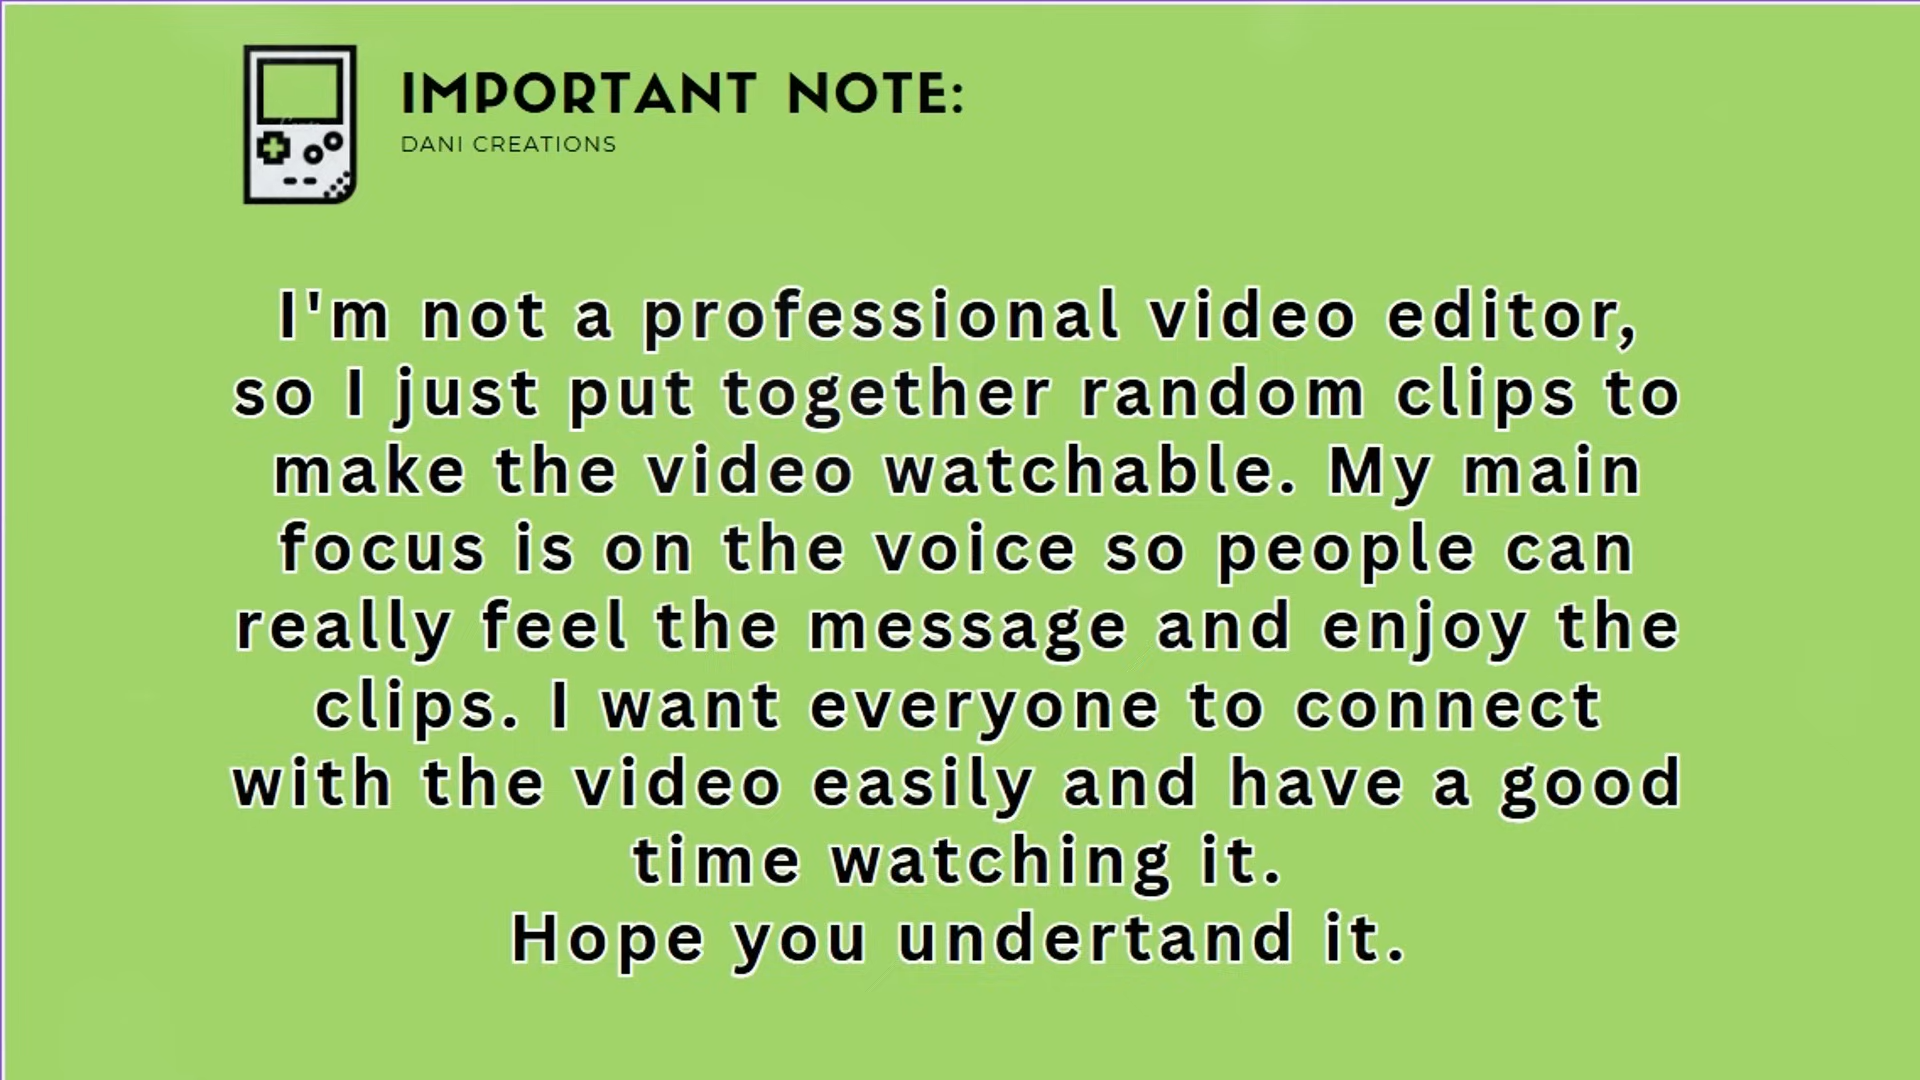 IMPORTANT NOTE:
DANI CREATIONS
I'm not a professional video editor,
so I just put together random clips to
make the video watchable. My main
focus is on the voice so people can
really feel the message and enjoy the
clips. I want everyone to connect
with the video easily and have a good
time watching it.
Hope you undertand it.